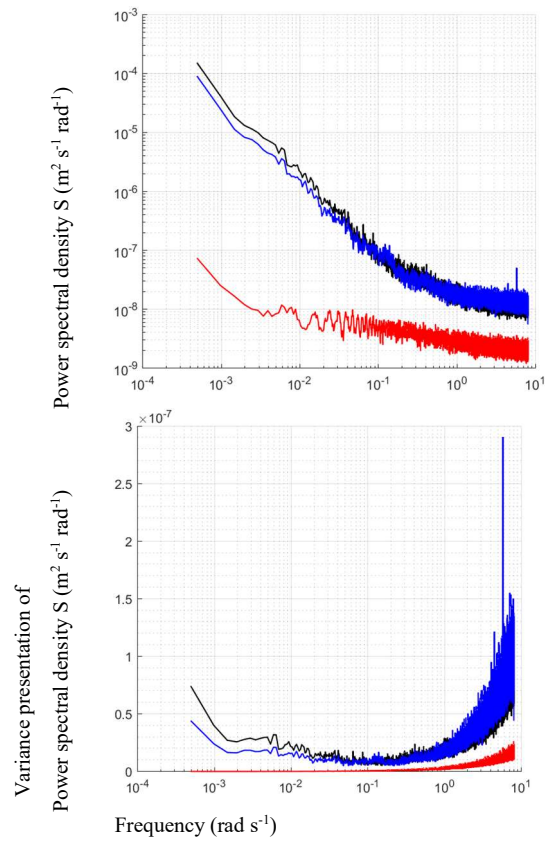 Power spectral density S (m² s⁻¹ rad⁻¹)
10⁻³
10⁻⁴
10⁻⁵
10⁻⁶
10⁻⁷
10⁻⁸
10⁻⁹
10⁻⁴ 10⁻³ 10⁻² 10⁻¹ 10⁰ 10¹
Variance presentation of
Power spectral density S (m² s⁻¹ rad⁻¹)
×10⁻⁷
3
2.5
2
1.5
1
0.5
0
10⁻⁴ 10⁻³ 10⁻² 10⁻¹ 10⁰ 10¹
Frequency (rad s⁻¹)